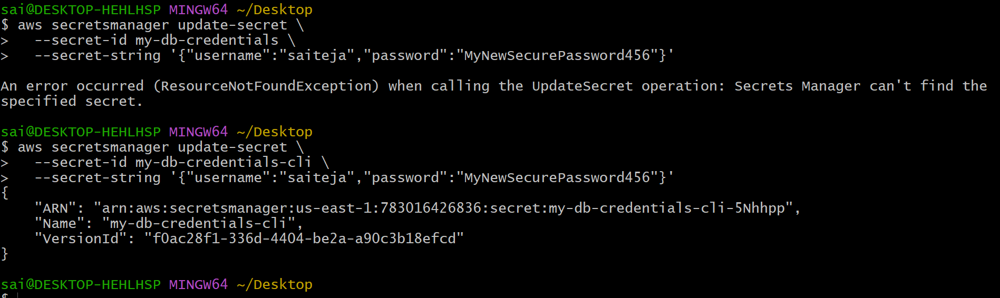 sai@DESKTOP-HEHLHSP MINGW64 ~/Desktop
$ aws secretsmanager update-secret \
>   --secret-id my-db-credentials \
>   --secret-string '{"username":"saiteja","password":"MyNewSecurePassword456"}'
An error occurred (ResourceNotFoundException) when calling the UpdateSecret operation: Secrets Manager can't find the
specified secret.
sai@DESKTOP-HEHLHSP MINGW64 ~/Desktop
$ aws secretsmanager update-secret \
>   --secret-id my-db-credentials-cli \
>   --secret-string '{"username":"saiteja","password":"MyNewSecurePassword456"}'
{
    "ARN": "arn:aws:secretsmanager:us-east-1:783016426836:secret:my-db-credentials-cli-5Nhhpp",
    "Name": "my-db-credentials-cli",
    "VersionId": "f0ac28f1-336d-4404-be2a-a90c3b18efcd"
}
sai@DESKTOP-HEHLHSP MINGW64 ~/Desktop
$